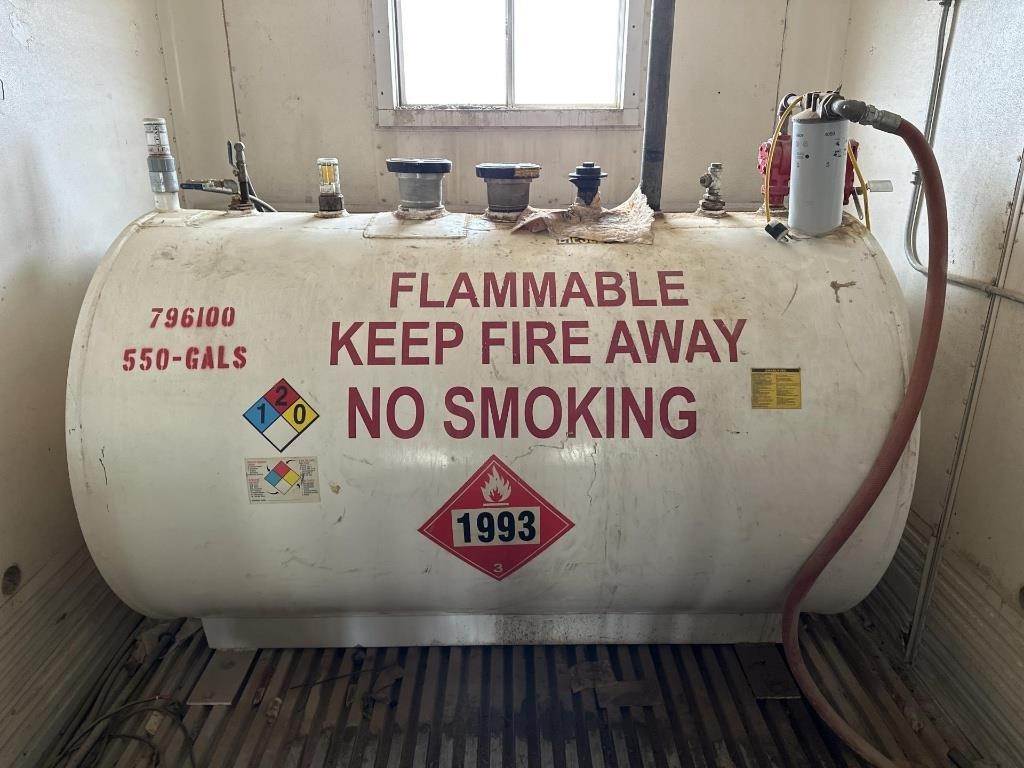 FLAMMABLE
796100
KEEP FIRE AWAY
550-GALS
NO SMOKING
2
1 0
1993
3